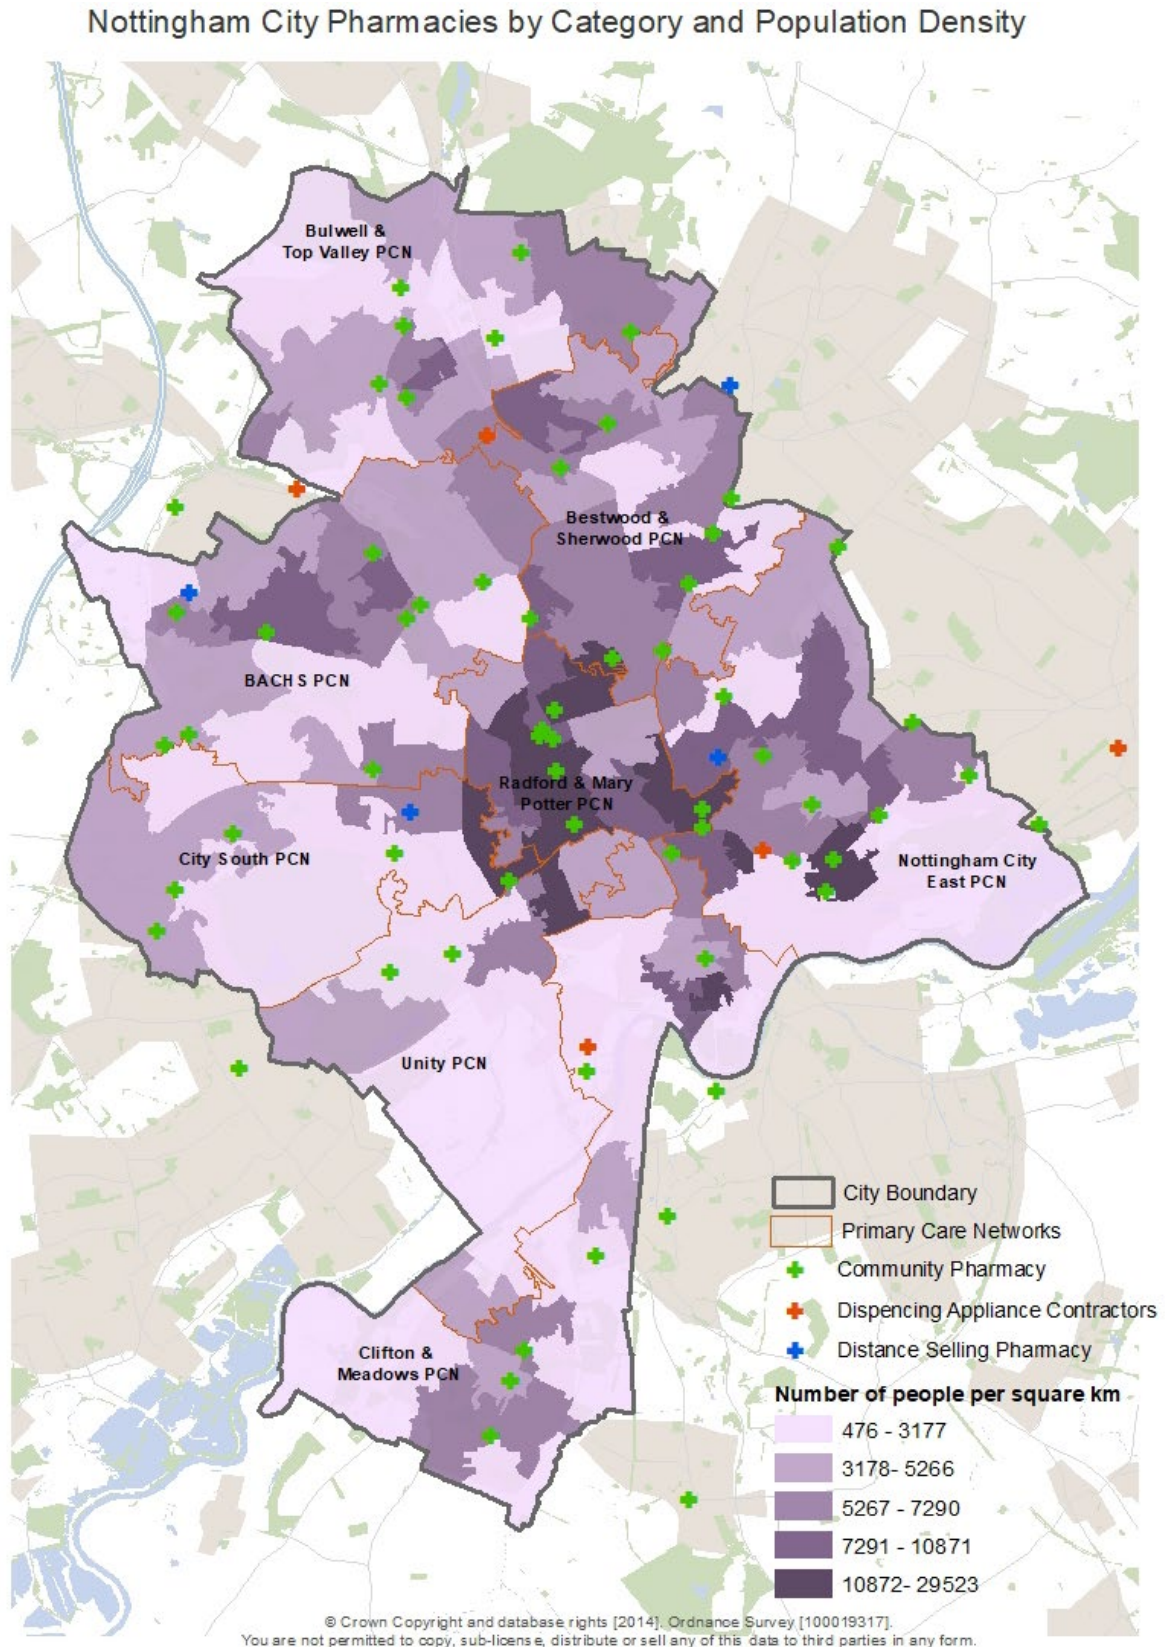 Nottingham City Pharmacies by Category and Population Density
Bulwell &
Top Valley PCN
Bestwood &
Sherwood PCN
BACHS PCN
Radford & Mary
Potter PCN
City South PCN
Nottingham City
East PCN
Unity PCN
Clifton &
Meadows PCN
City Boundary
Primary Care Networks
Community Pharmacy
Dispencing Appliance Contractors
Distance Selling Pharmacy
Number of people per square km
476 - 3177
3178- 5266
5267 - 7290
7291 - 10871
10872- 29523
© Crown Copyright and database rights [2014]. Ordnance Survey [100019317].
You are not permitted to copy, sub-license, distribute or sell any of this data to third parties in any form.